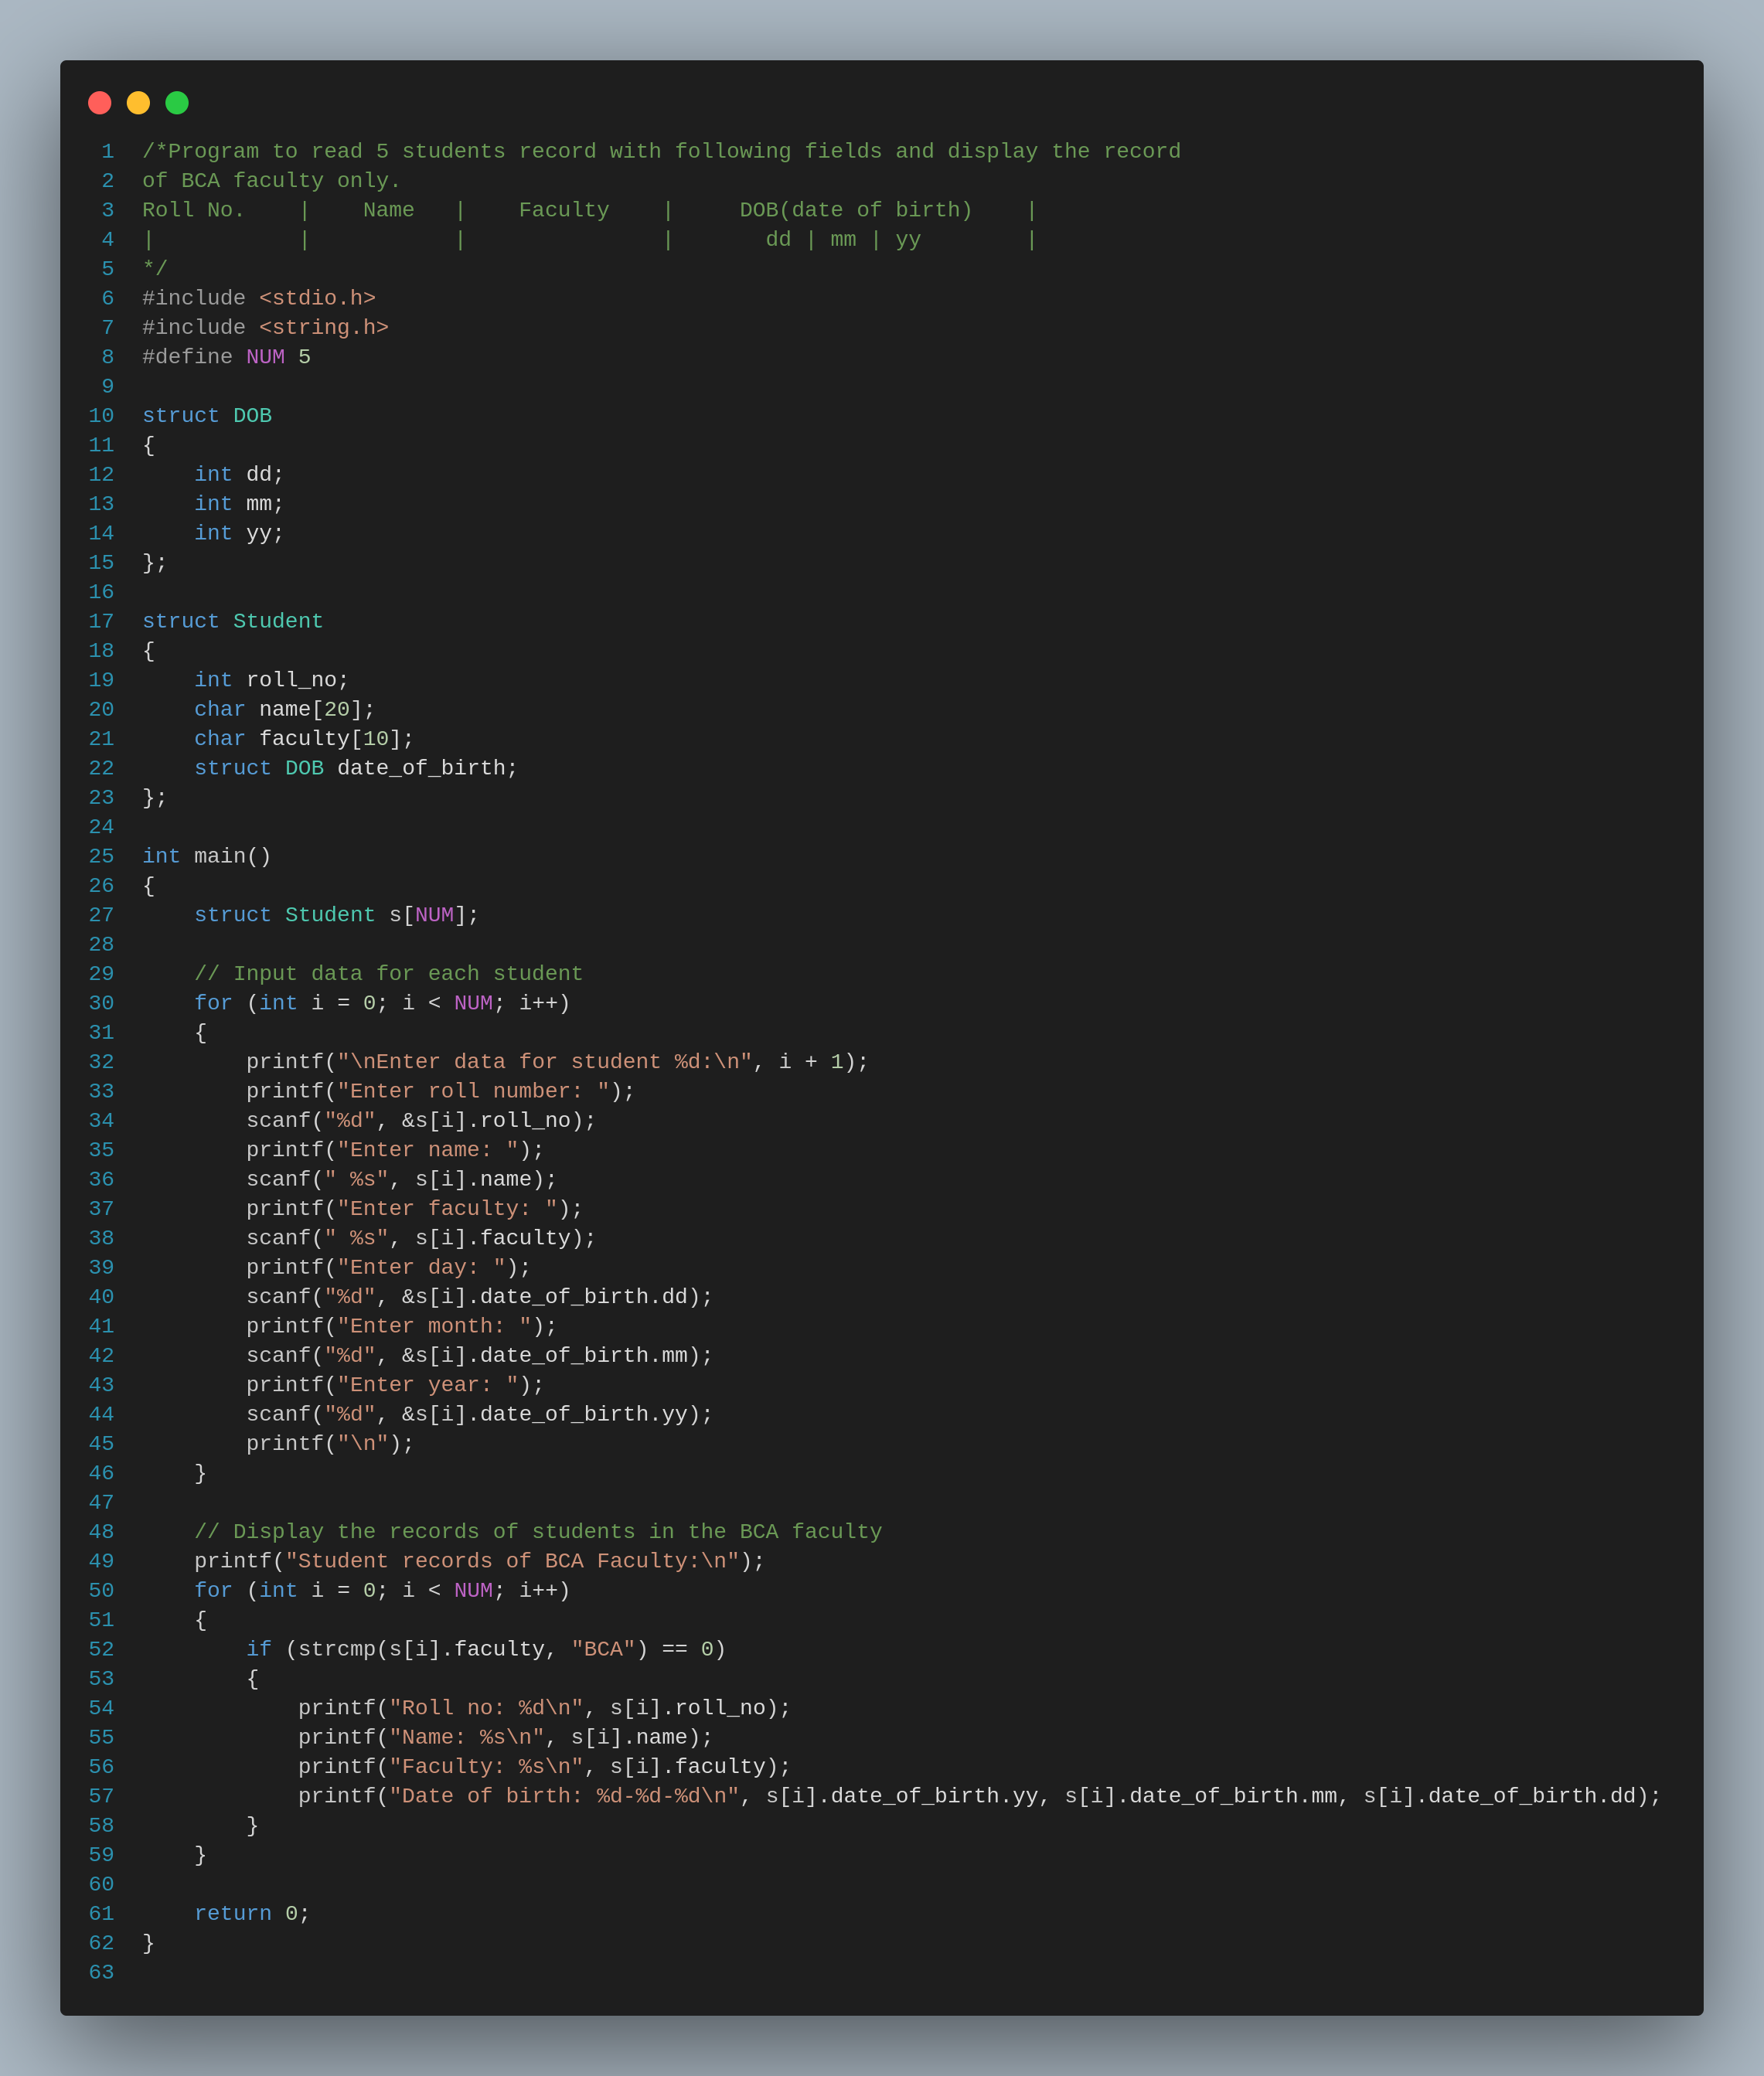 1 /*Program to read 5 students record with following fields and display the record
2 of BCA faculty only.
3 Roll No.    |    Name   |    Faculty    |     DOB(date of birth)    |
4 |           |           |               |       dd | mm | yy        |
5 */
6 #include <stdio.h>
7 #include <string.h>
8 #define NUM 5
9
10 struct DOB
11 {
12     int dd;
13     int mm;
14     int yy;
15 };
16
17 struct Student
18 {
19     int roll_no;
20     char name[20];
21     char faculty[10];
22     struct DOB date_of_birth;
23 };
24
25 int main()
26 {
27     struct Student s[NUM];
28
29     // Input data for each student
30     for (int i = 0; i < NUM; i++)
31     {
32         printf("\nEnter data for student %d:\n", i + 1);
33         printf("Enter roll number: ");
34         scanf("%d", &s[i].roll_no);
35         printf("Enter name: ");
36         scanf(" %s", s[i].name);
37         printf("Enter faculty: ");
38         scanf(" %s", s[i].faculty);
39         printf("Enter day: ");
40         scanf("%d", &s[i].date_of_birth.dd);
41         printf("Enter month: ");
42         scanf("%d", &s[i].date_of_birth.mm);
43         printf("Enter year: ");
44         scanf("%d", &s[i].date_of_birth.yy);
45         printf("\n");
46     }
47
48     // Display the records of students in the BCA faculty
49     printf("Student records of BCA Faculty:\n");
50     for (int i = 0; i < NUM; i++)
51     {
52         if (strcmp(s[i].faculty, "BCA") == 0)
53         {
54             printf("Roll no: %d\n", s[i].roll_no);
55             printf("Name: %s\n", s[i].name);
56             printf("Faculty: %s\n", s[i].faculty);
57             printf("Date of birth: %d-%d-%d\n", s[i].date_of_birth.yy, s[i].date_of_birth.mm, s[i].date_of_birth.dd);
58         }
59     }
60
61     return 0;
62 }
63